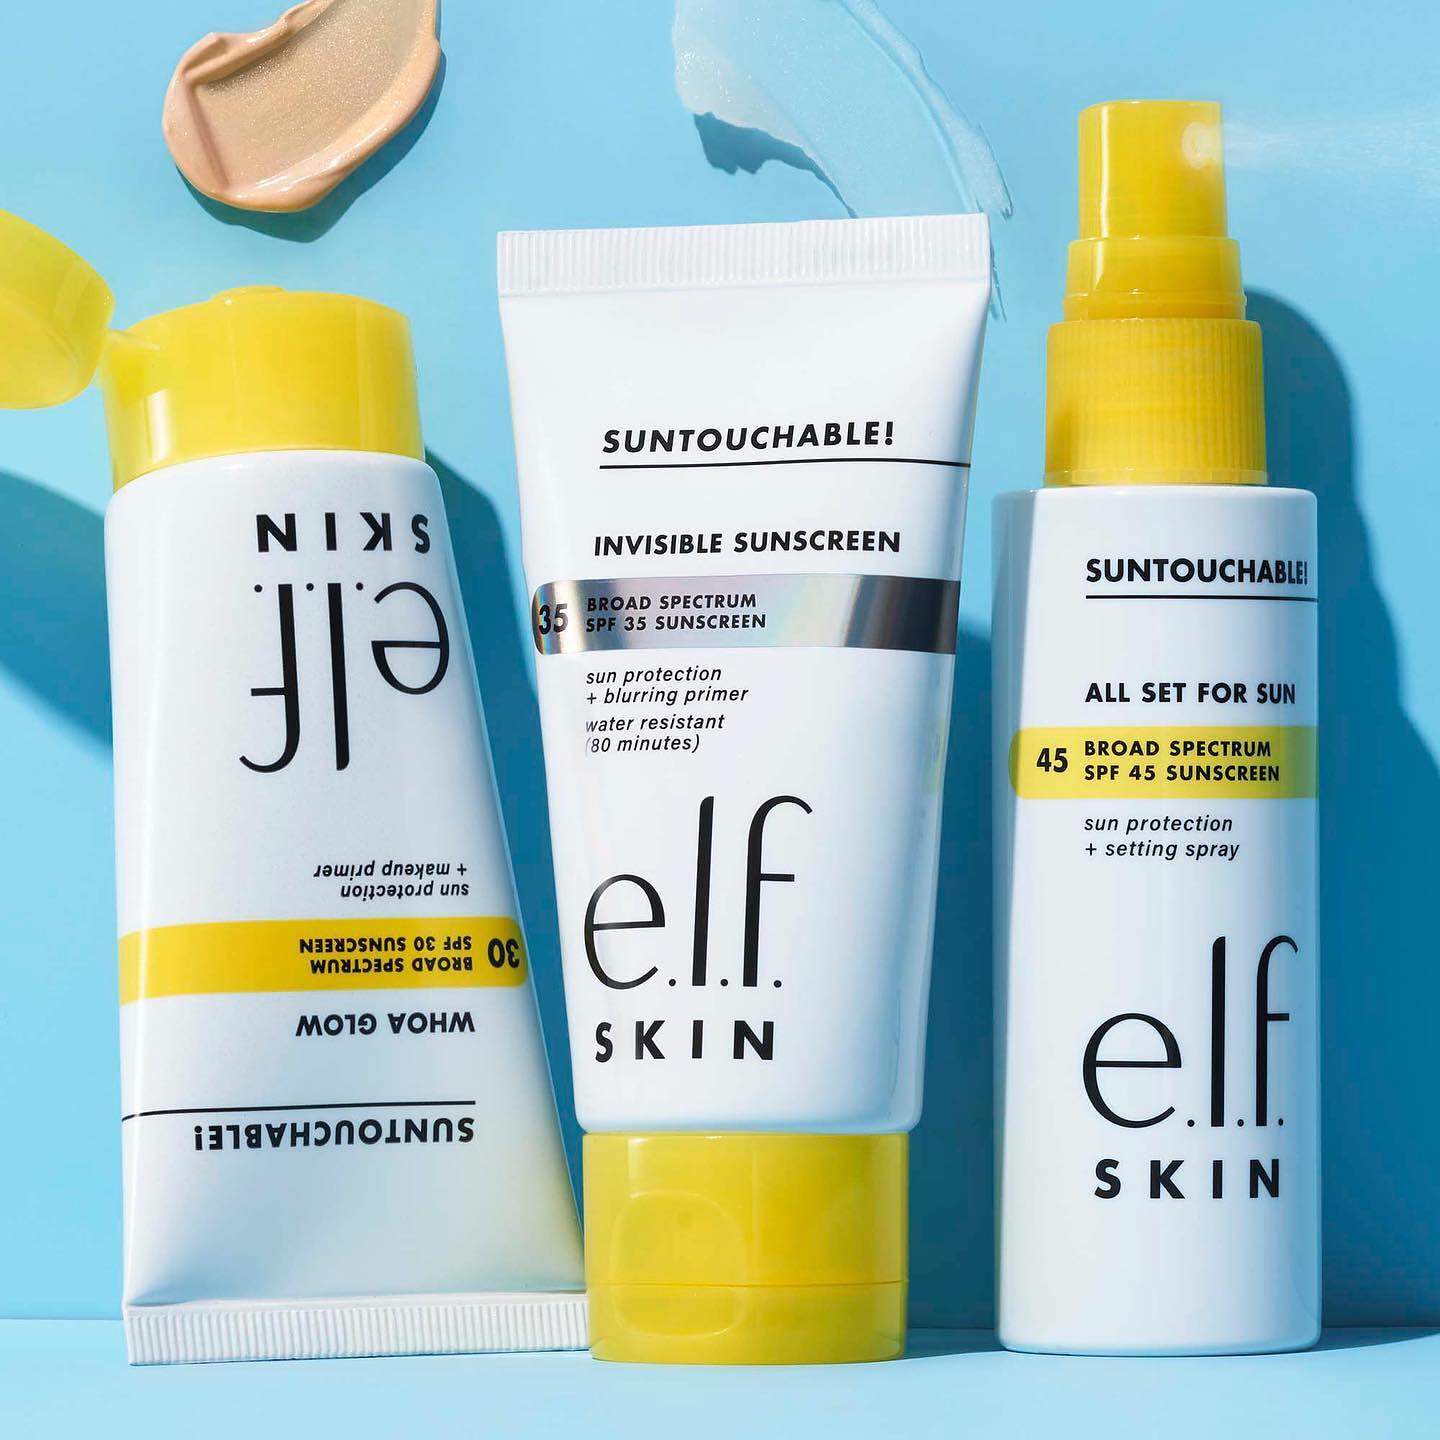 SUNTOUCHABLE!
WHOA GLOW
30
BROAD SPECTRUM
SPF 30 SUNSCREEN
sun protection
+ makeup primer
e.l.f.
SKIN
SUNTOUCHABLE!
INVISIBLE SUNSCREEN
35
BROAD SPECTRUM
SPF 35 SUNSCREEN
sun protection
+ blurring primer
water resistant
(80 minutes)
e.l.f.
SKIN
SUNTOUCHABLE!
ALL SET FOR SUN
45
BROAD SPECTRUM
SPF 45 SUNSCREEN
sun protection
+ setting spray
e.l.f.
SKIN